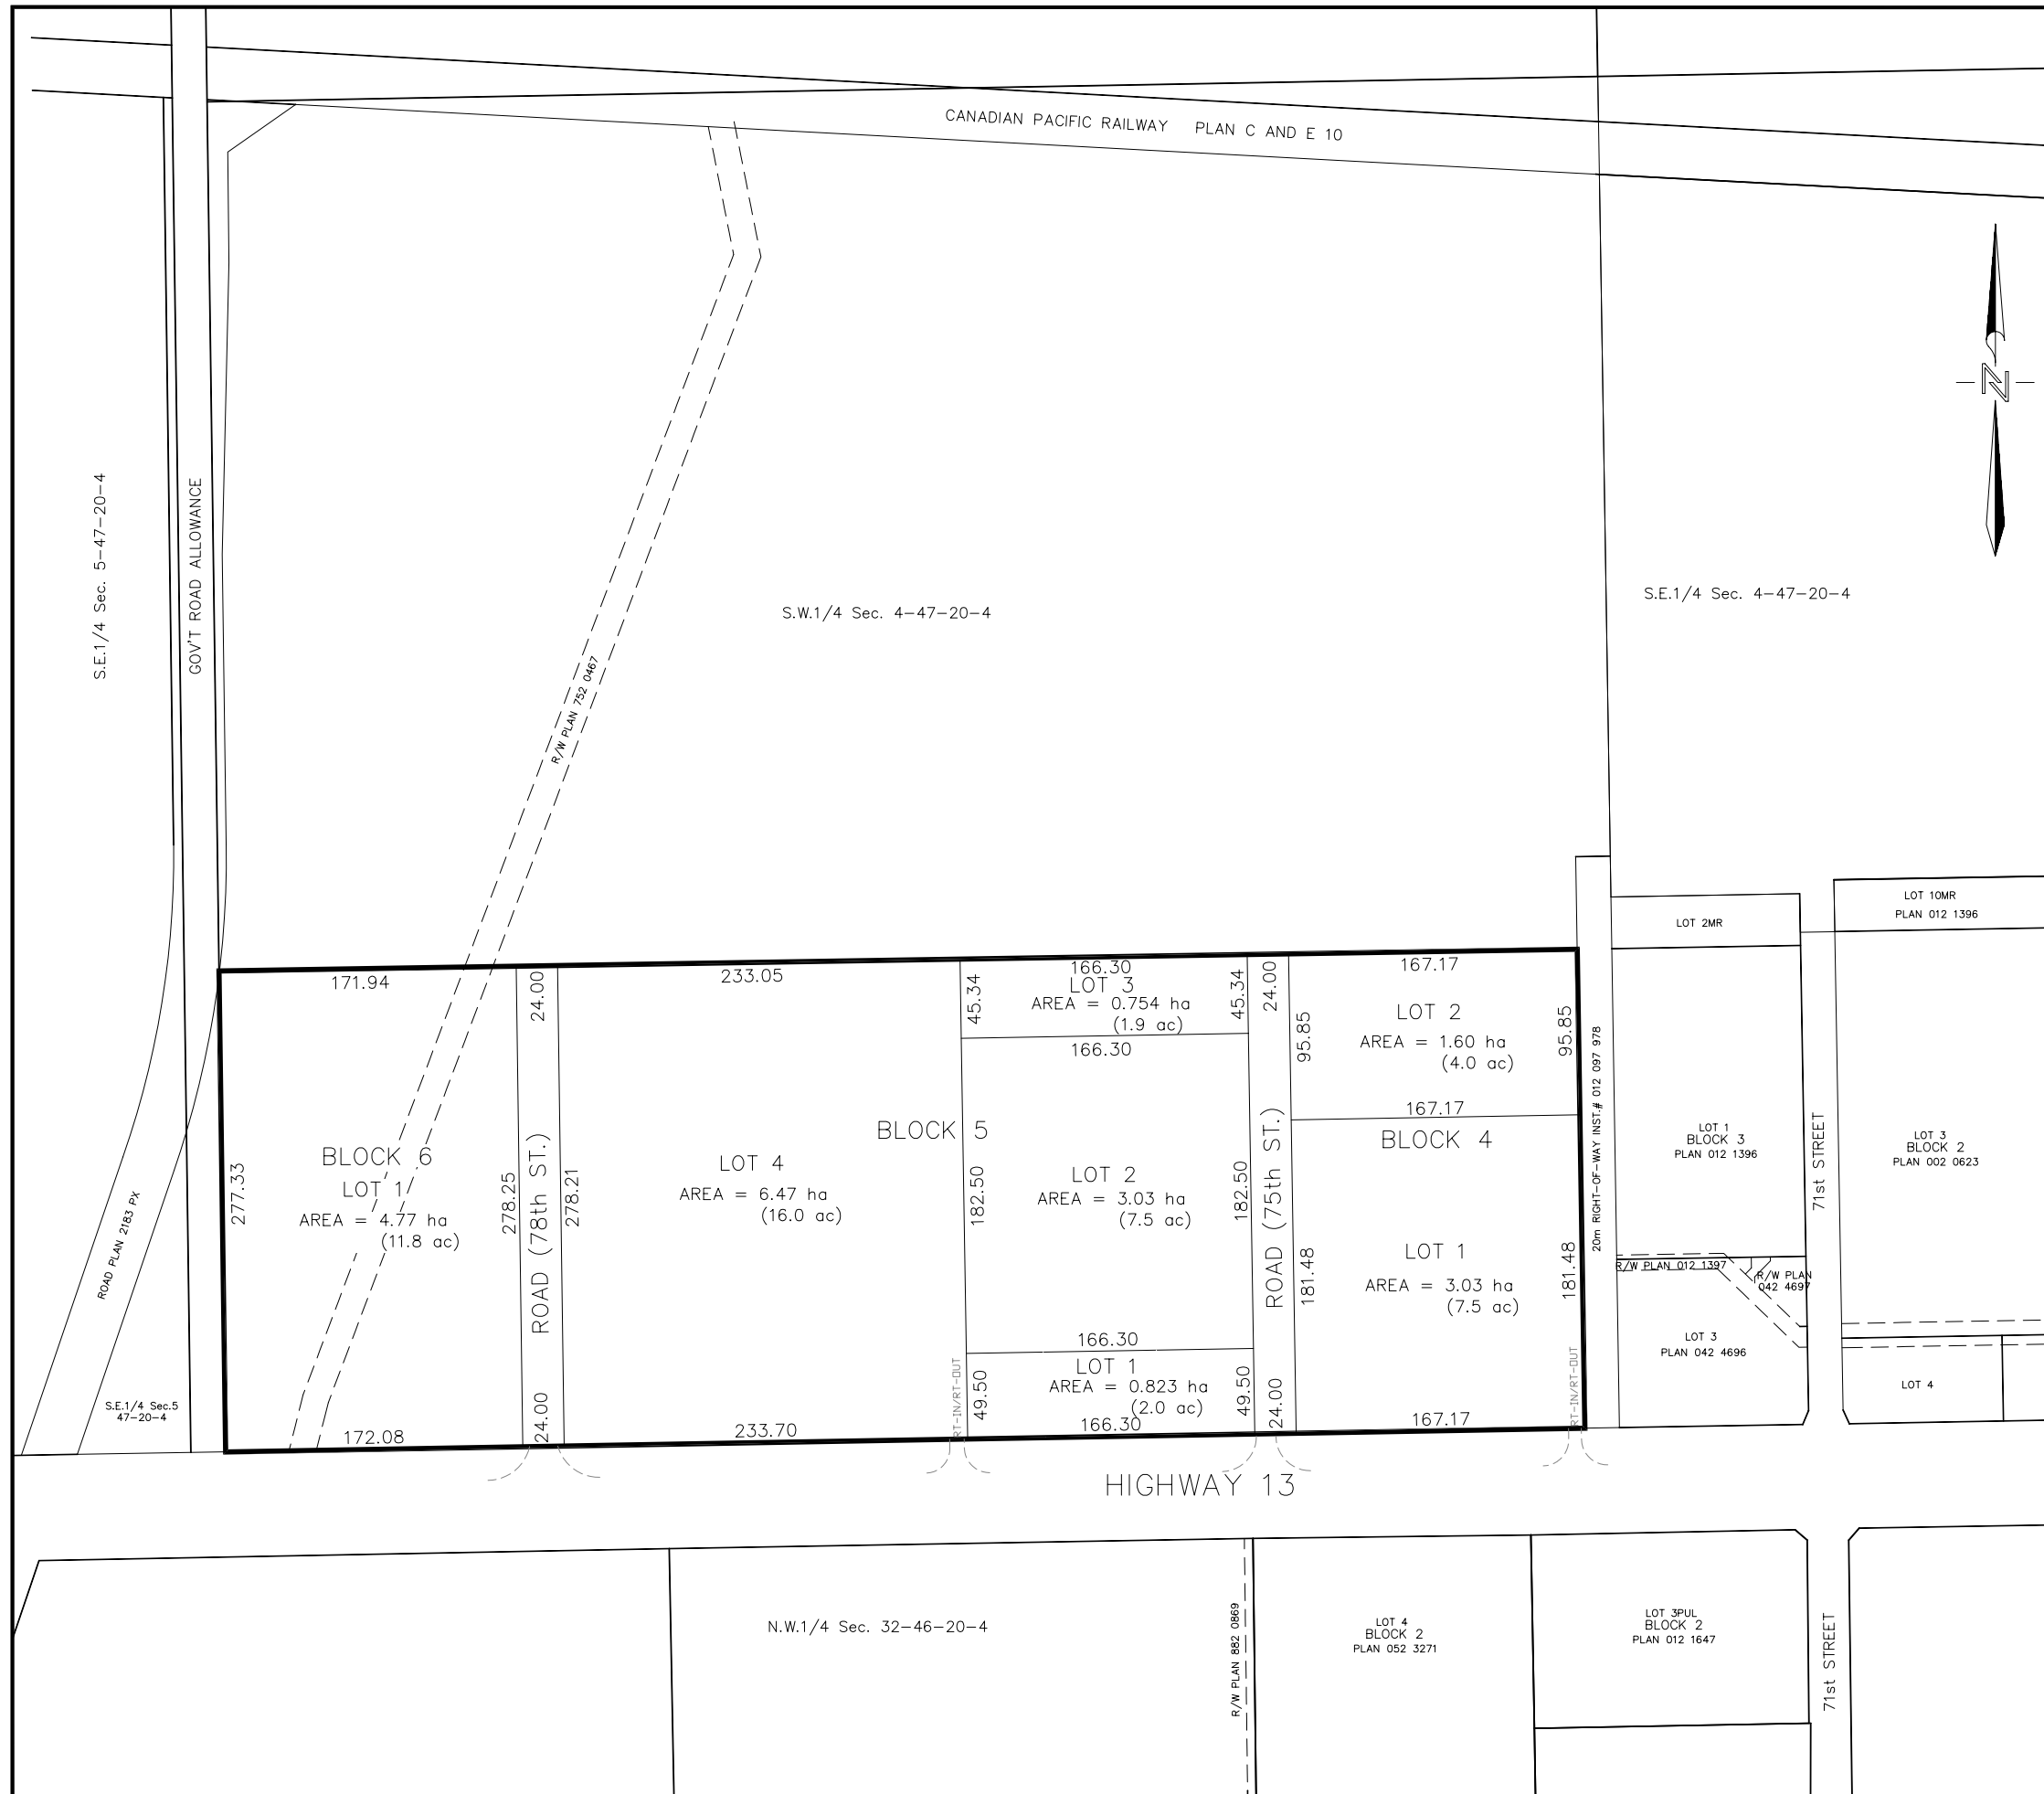 CANADIAN PACIFIC RAILWAY PLAN C AND E 10
N
S.E.1/4 Sec. 5-47-20-4
GOV'T ROAD ALLOWANCE
S.W.1/4 Sec. 4-47-20-4
S.E.1/4 Sec. 4-47-20-4
R/W PLAN 752 0467
ROAD PLAN 2183 PX
S.E.1/4 Sec.5
47-20-4
171.94
277.33
BLOCK 6
LOT 1
AREA = 4.77 ha
(11.8 ac)
278.25
172.08
24.00
ROAD (78th ST.)
24.00
233.05
278.21
BLOCK 5
LOT 4
AREA = 6.47 ha
(16.0 ac)
233.70
166.30
LOT 3
AREA = 0.754 ha
(1.9 ac)
45.34
45.34
166.30
182.50
LOT 2
AREA = 3.03 ha
(7.5 ac)
182.50
166.30
LOT 1
AREA = 0.823 ha
(2.0 ac)
49.50
49.50
166.30
RT-IN/RT-OUT
24.00
ROAD (75th ST.)
24.00
167.17
LOT 2
AREA = 1.60 ha
(4.0 ac)
95.85
95.85
167.17
BLOCK 4
LOT 1
AREA = 3.03 ha
(7.5 ac)
181.48
181.48
167.17
RT-IN/RT-OUT
20m RIGHT-OF-WAY INST.# 012 097 978
LOT 2MR
LOT 10MR
PLAN 012 1396
LOT 1
BLOCK 3
PLAN 012 1396
71st STREET
LOT 3
BLOCK 2
PLAN 002 0623
R/W PLAN 012 1397
R/W PLAN
042 4697
LOT 3
PLAN 042 4696
LOT 4
HIGHWAY 13
N.W.1/4 Sec. 32-46-20-4
R/W PLAN 882 0869
LOT 4
BLOCK 2
PLAN 052 3271
LOT 3PUL
BLOCK 2
PLAN 012 1647
71st STREET